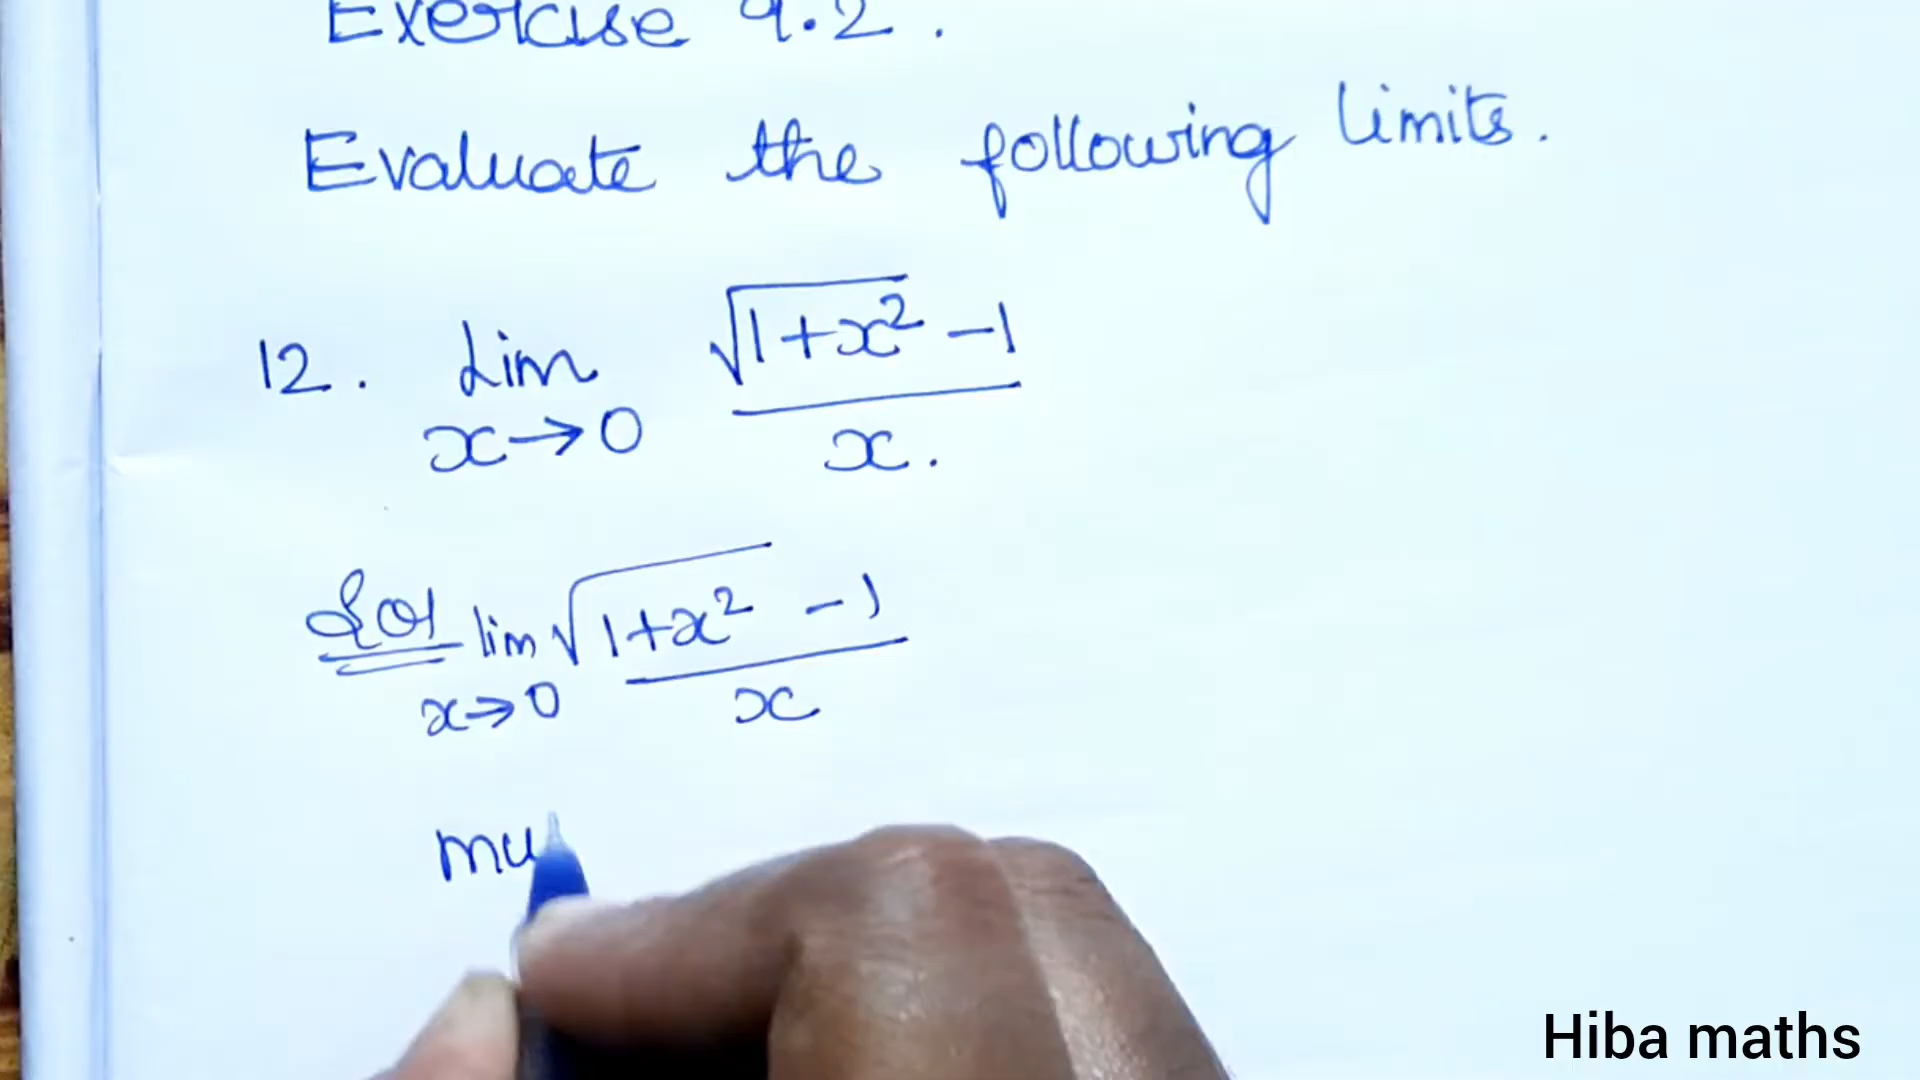 Exercise 9.2.
Evaluate the following limits.
12. Lim x→0 √(1+x²) -1 / x.
Sol lim x→0 √(1+x²) -1 / x
mu
Hiba maths